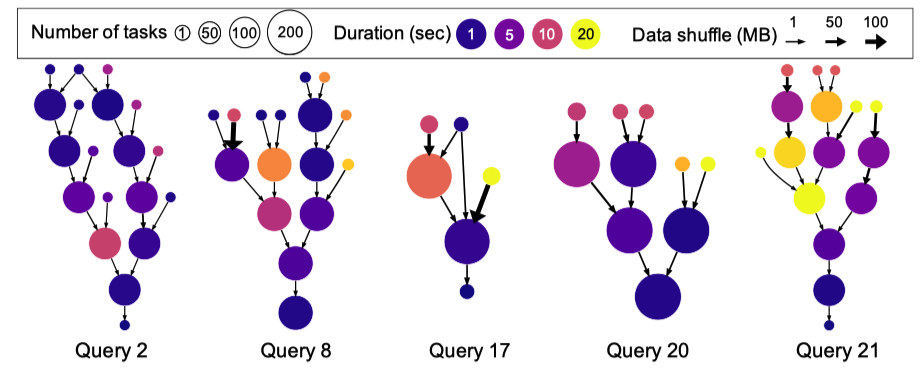 Number of tasks 1 50 100 200 Duration (sec) 1 5 10 20 Data shuffle (MB) 1 50 100
Query 2 Query 8 Query 17 Query 20 Query 21